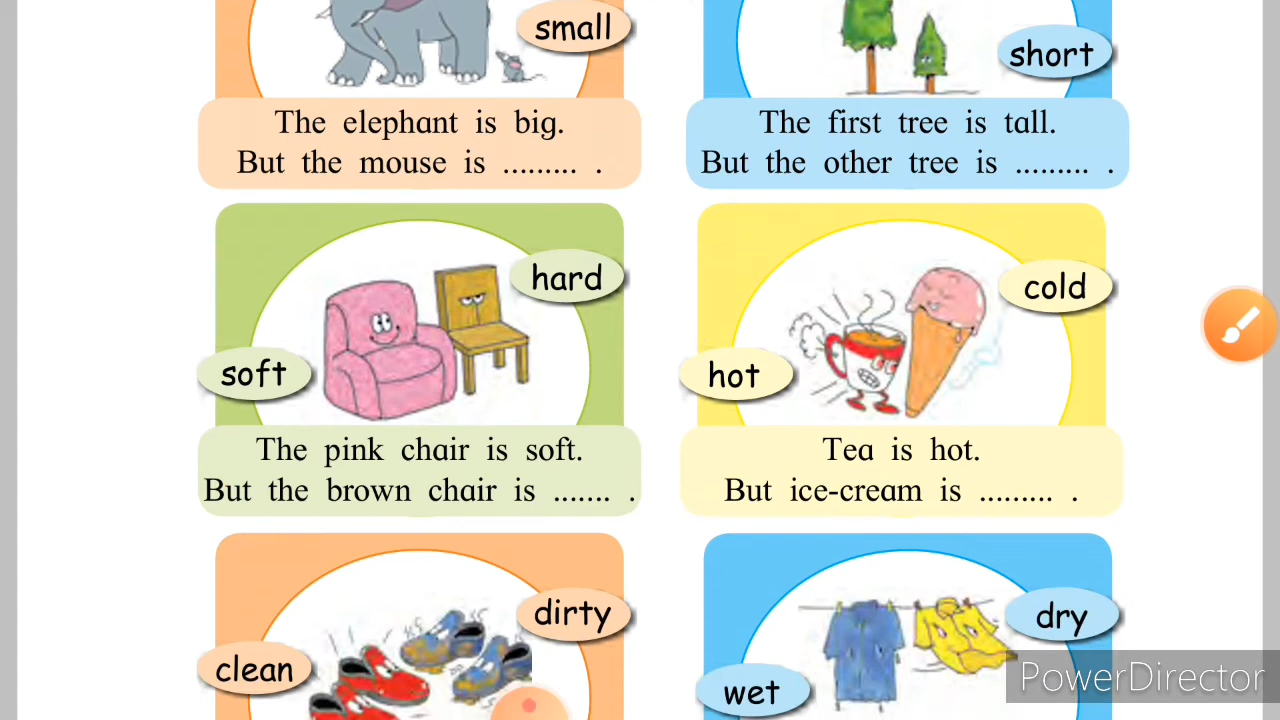 small
short
The elephant is big.
But the mouse is ......... .
The first tree is tall.
But the other tree is ......... .
hard
soft
The pink chair is soft.
But the brown chair is ....... .
cold
hot
Tea is hot.
But ice-cream is ......... .
dirty
clean
dry
wet
PowerDirector